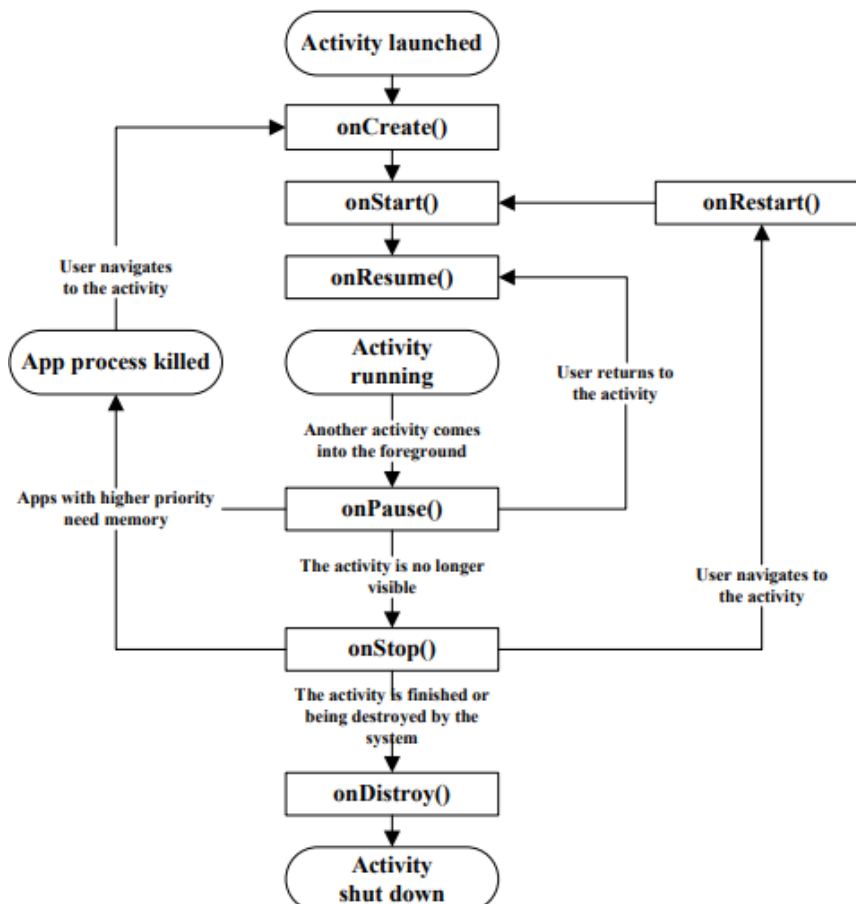 Activity launched
onCreate()
onStart()
onRestart()
User navigates
to the activity
onResume()
App process killed
Activity
running
User returns to
the activity
Another activity comes
into the foreground
Apps with higher priority
need memory
onPause()
The activity is no longer
visible
User navigates to
the activity
onStop()
The activity is finished or
being destroyed by the
system
onDistroy()
Activity
shut down